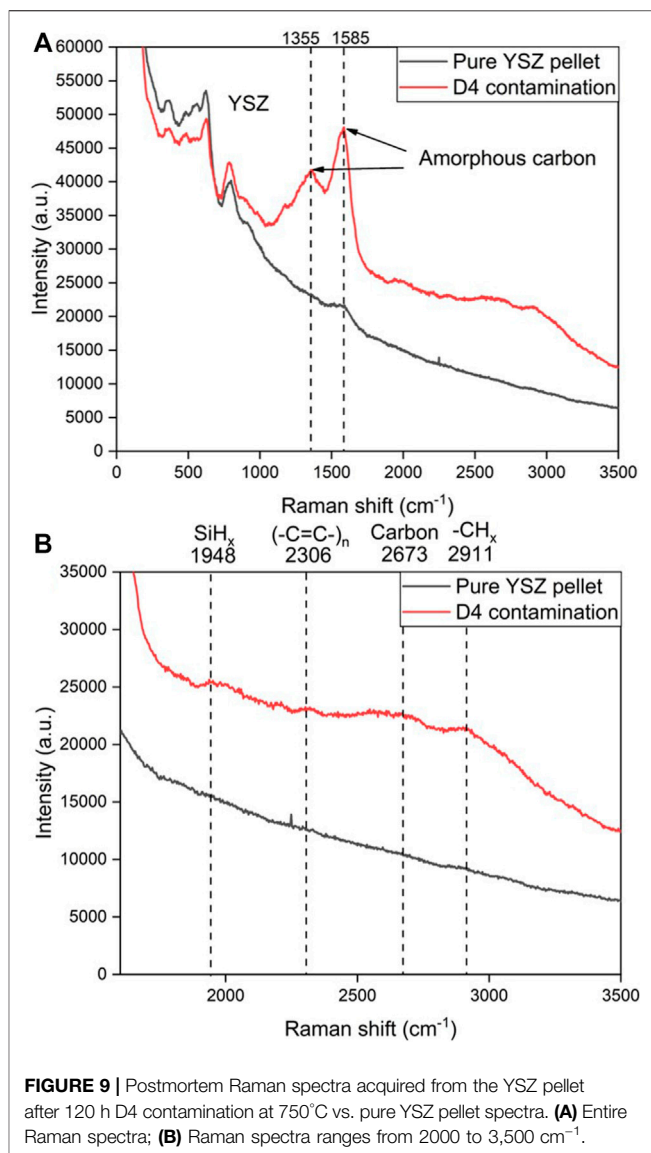 A
1355 1585
60000
55000
50000
45000
40000
35000
30000
25000
20000
15000
10000
5000
0
Intensity (a.u.)
YSZ
Pure YSZ pellet
D4 contamination
Amorphous carbon
0 500 1000 1500 2000 2500 3000 3500
Raman shift (cm⁻¹)
B
SiHₓ (-C=C-)ₙ Carbon -CHₓ
1948 2306 2673 2911
35000
30000
25000
20000
15000
10000
5000
0
Intensity (a.u.)
Pure YSZ pellet
D4 contamination
2000 2500 3000 3500
Raman shift (cm⁻¹)
FIGURE 9 | Postmortem Raman spectra acquired from the YSZ pellet
after 120 h D4 contamination at 750°C vs. pure YSZ pellet spectra. (A) Entire
Raman spectra; (B) Raman spectra ranges from 2000 to 3,500 cm⁻¹.